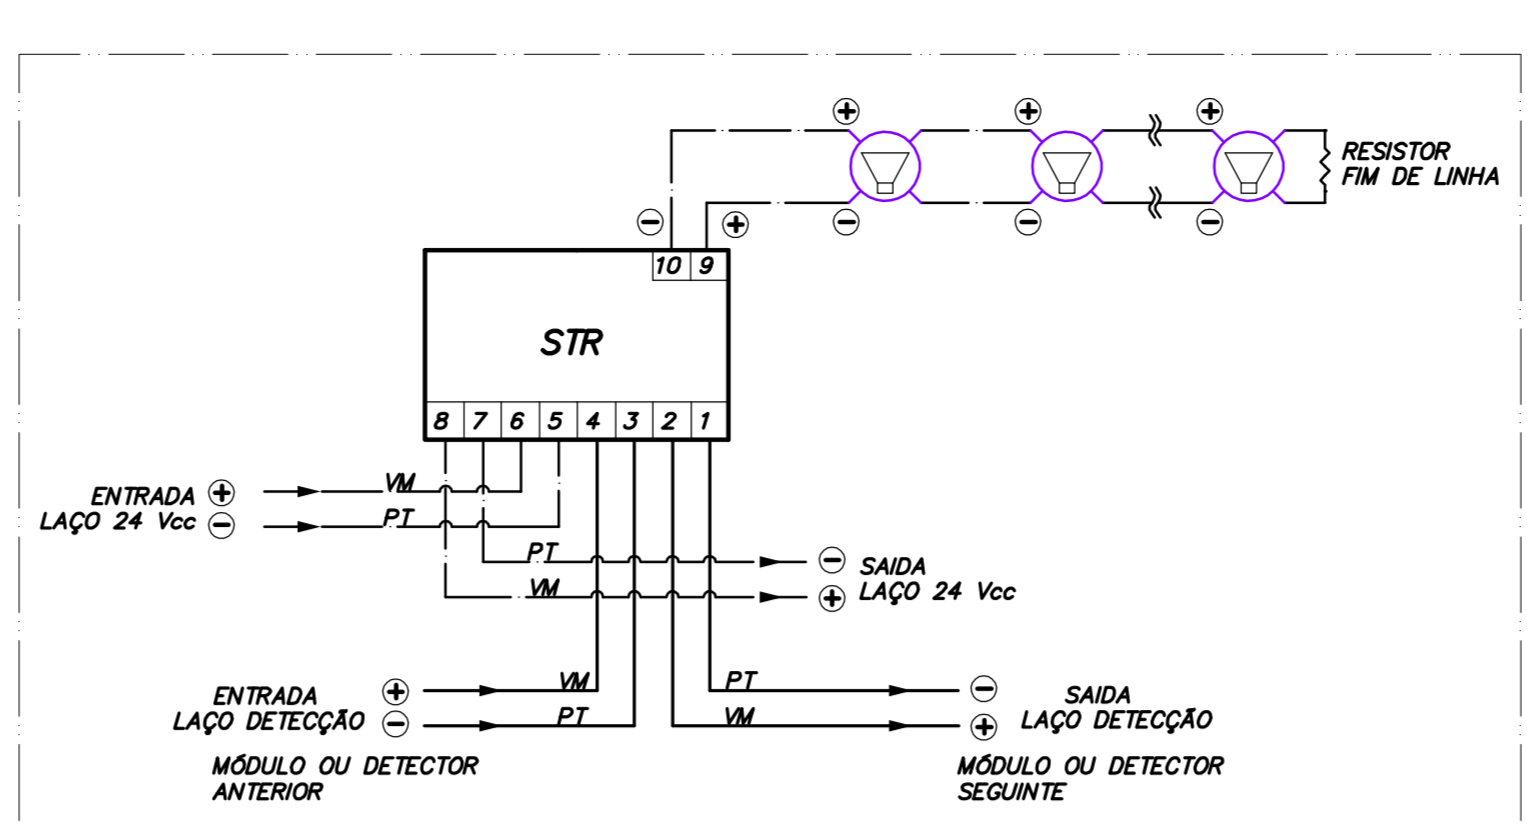 + + +
RESISTOR
FIM DE LINHA
- + - - -
10 9
STR
8 7 6 5 4 3 2 1
ENTRADA + VM
LAÇO 24 Vcc - PT
PT - SAIDA
VM + LAÇO 24 Vcc
ENTRADA + VM
LAÇO DETECÇÃO - PT
MÓDULO OU DETECTOR
ANTERIOR
PT - SAIDA
VM + LAÇO DETECÇÃO
MÓDULO OU DETECTOR
SEGUINTE